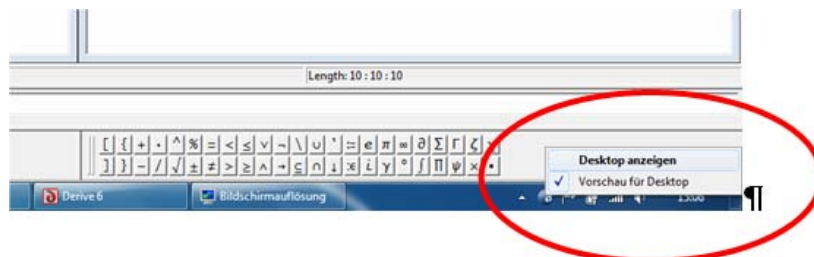 Length: 10 : 10 : 10
[ { + · ^ % = < ≤ ∨ ¬ \ ∪ ` := e π ∞ ∂ Σ Γ ζ
] } - / √ ± ≠ > ≥ ∧ → ⊆ ∩ ↓ i γ ° ∫ Π ψ × •
Desktop anzeigen
✓ Vorschau für Desktop
¶
Derive 6 Bildschirmauflösung